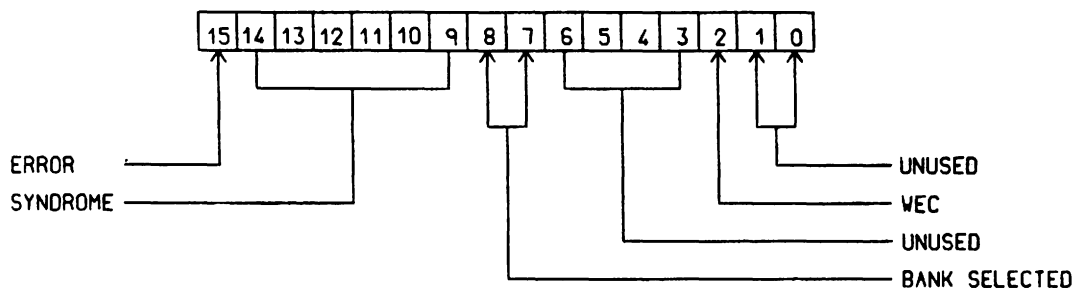 15 14 13 12 11 10 9 8 7 6 5 4 3 2 1 0
ERROR
UNUSED
SYNDROME
WEC
UNUSED
BANK SELECTED